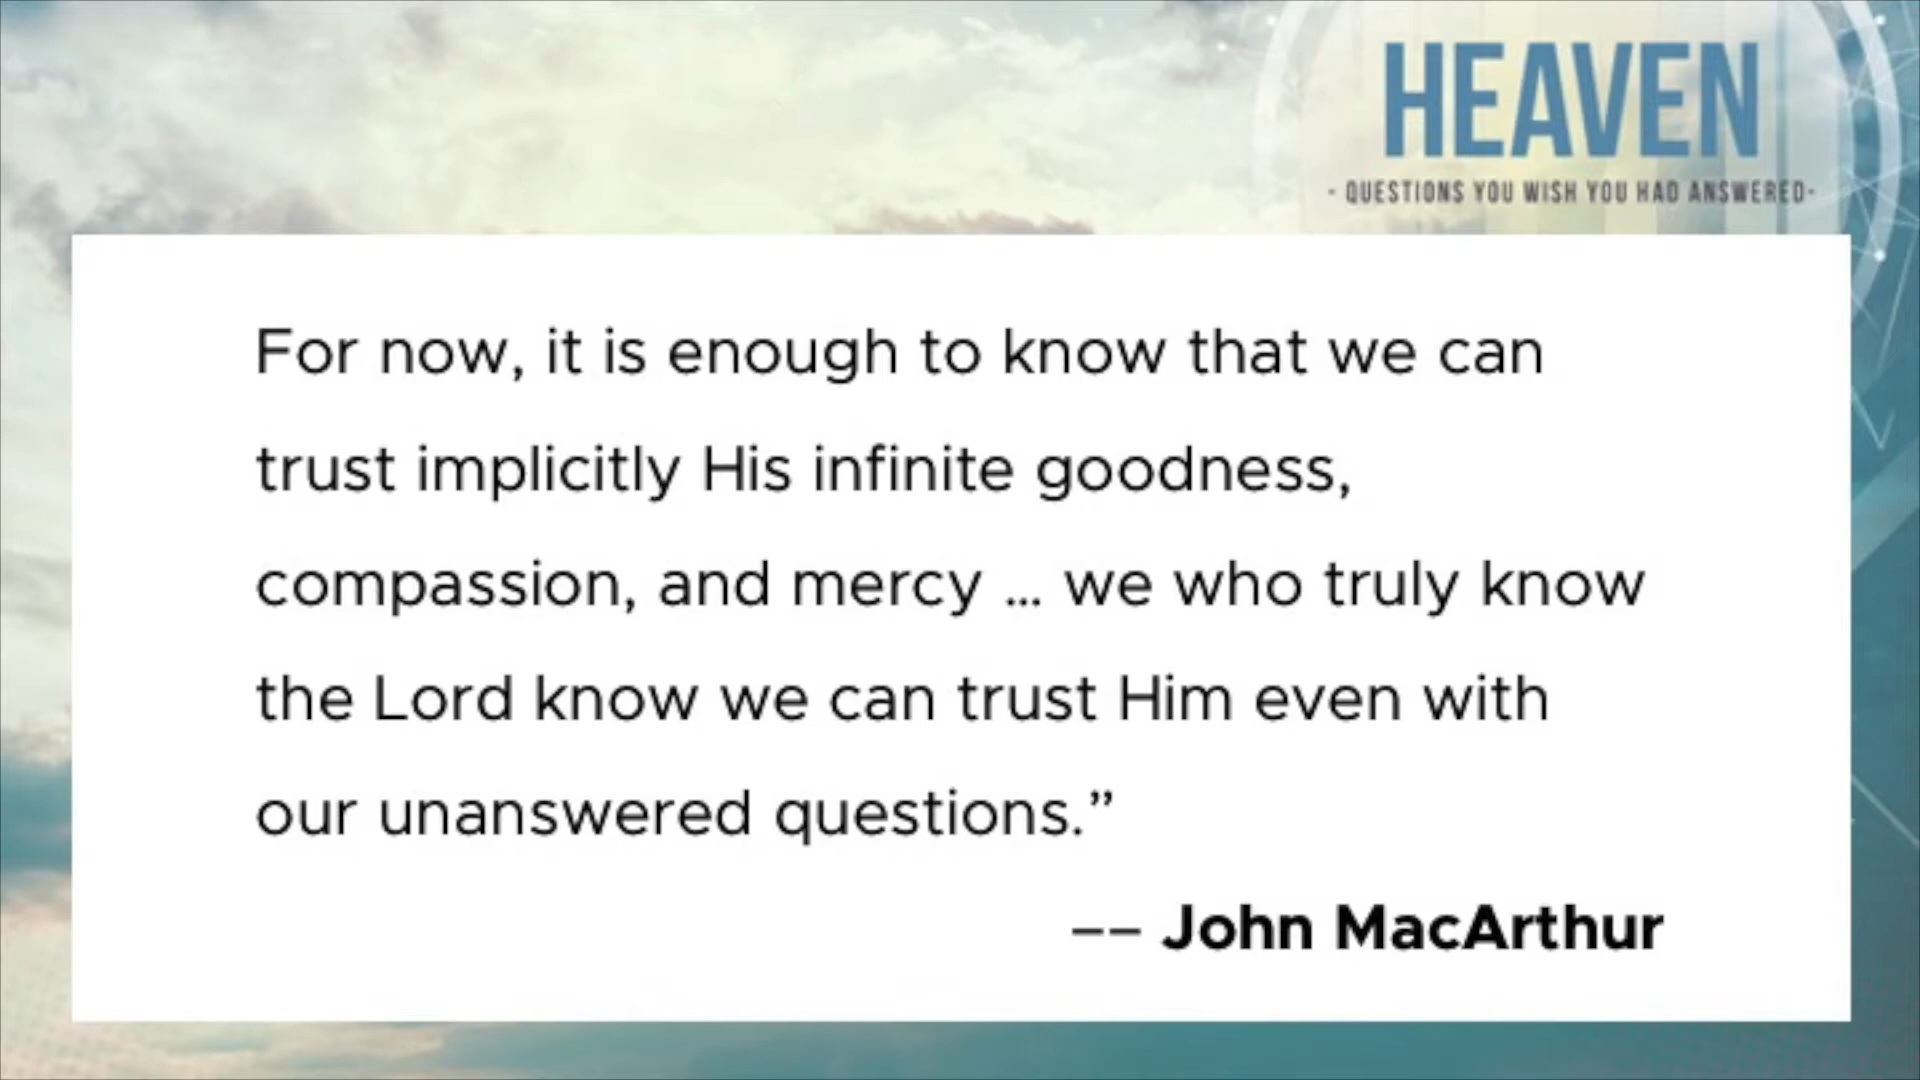 HEAVEN
- QUESTIONS YOU WISH YOU HAD ANSWERED-
For now, it is enough to know that we can
trust implicitly His infinite goodness,
compassion, and mercy ... we who truly know
the Lord know we can trust Him even with
our unanswered questions.”
–– John MacArthur